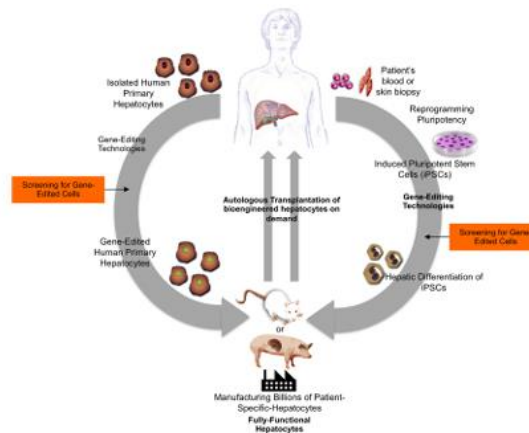 Isolated Human
Primary
Hepatocytes
Patient's
blood or
skin biopsy
Reprogramming
Pluripotency
Gene-Editing
Technologies
Induced Pluripotent Stem
Cells (iPSCs)
Screening for Gene-
Edited Cells
Gene-Editing
Technologies
Autologous Transplantation of
bioengineered hepatocytes on
demand
Screening for Gene-
Edited Cells
Gene-Edited
Human Primary
Hepatocytes
Hepatic Differentiation of
iPSCs
or
Manufacturing Billions of Patient-
Specific-Hepatocytes
Fully-Functional
Hepatocytes